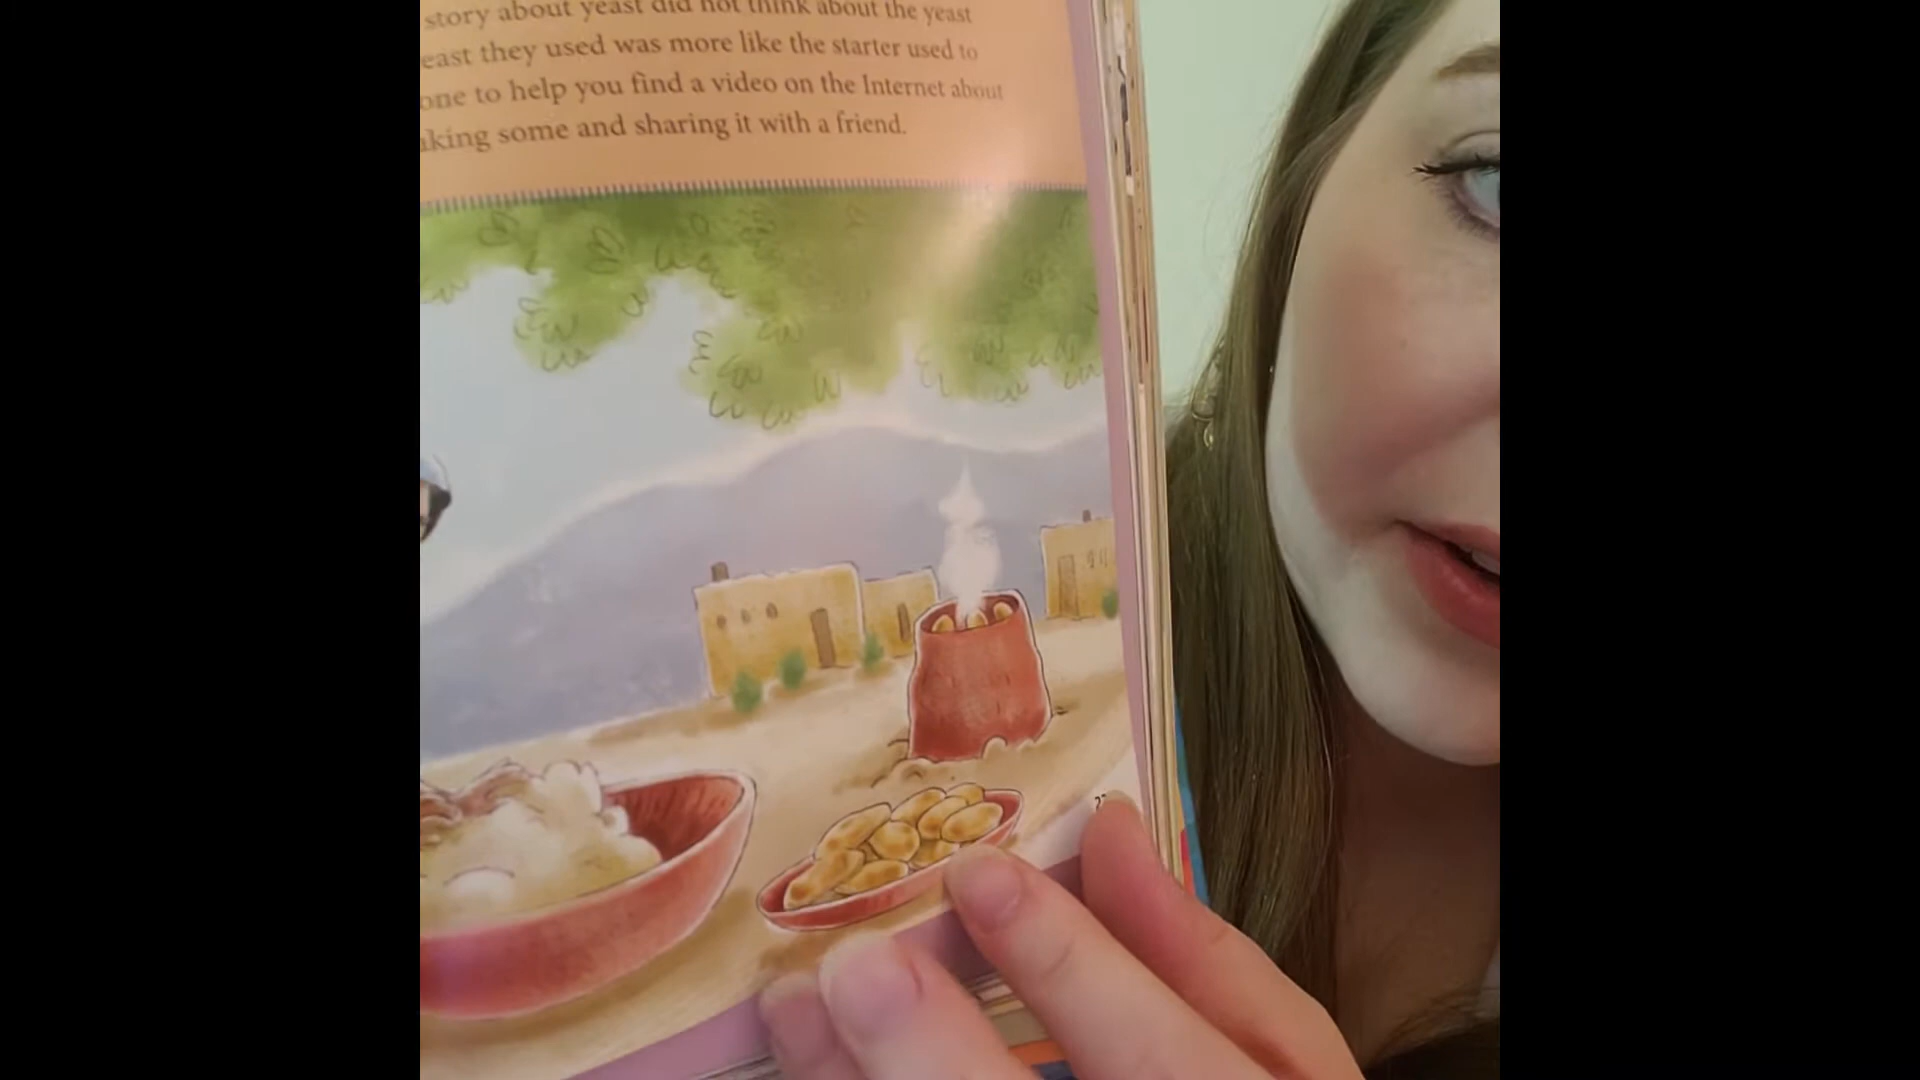 story about yeast did not think about the yeast
east they used was more like the starter used to
one to help you find a video on the Internet about
aking some and sharing it with a friend.